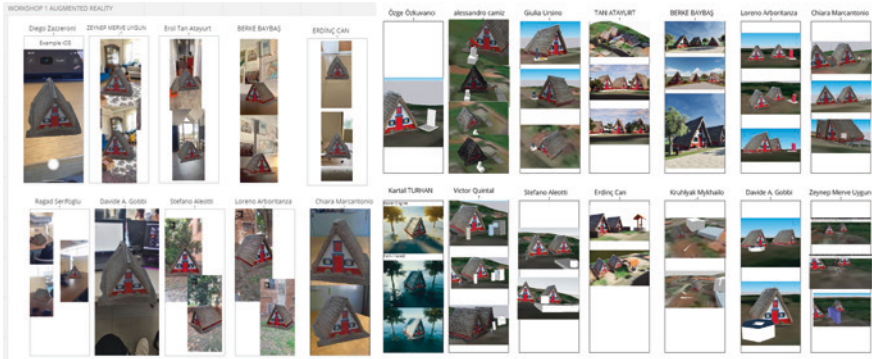 WORKSHOP 1 AUGMENTED REALITY
Diego Zazzeroni
ZEYNEP MERVE UYGUN
Erol Tan Atayurt
BERKE BAYBAŞ
ERDİNÇ CAN
Example iOS
Ragad Serifoglu
Davide A. Gobbi
Stefano Aleotti
Loreno Arboritanza
Chiara Marcantonio
Özge Özkuvancı
alessandro camiz
Giulia Ursino
TAN ATAYURT
BERKE BAYBAŞ
Loreno Arboritanza
Chiara Marcantonio
Kartal TURHAN
Victor Quintal
Stefano Aleotti
Erdinç Can
Kruhlyak Mykhailo
Davide A. Gobbi
Zeynep Merve Uygun